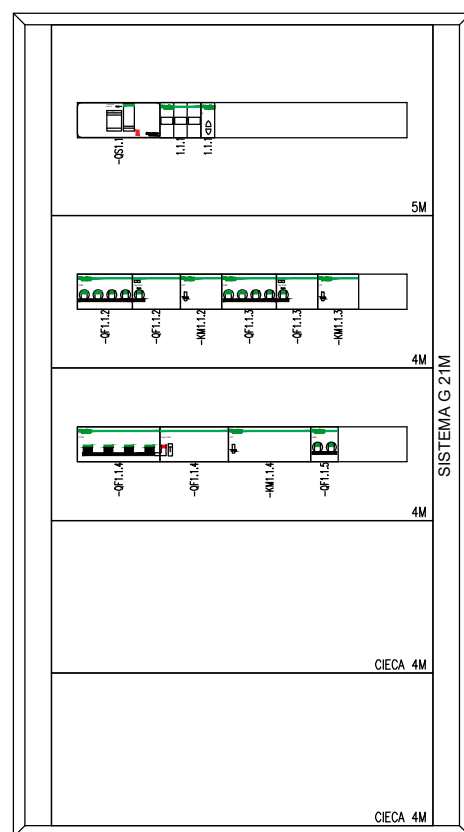 -QS1.1
1.1.1
1.1.1
5M
-QF1.1.2
-QF1.1.2
-KM1.1.2
-QF1.1.3
-QF1.1.3
-KM1.1.3
4M
-QF1.1.4
-QF1.1.4
-KM1.1.4
-QF1.1.5
4M
CIECA 4M
CIECA 4M
SISTEMA G 21M